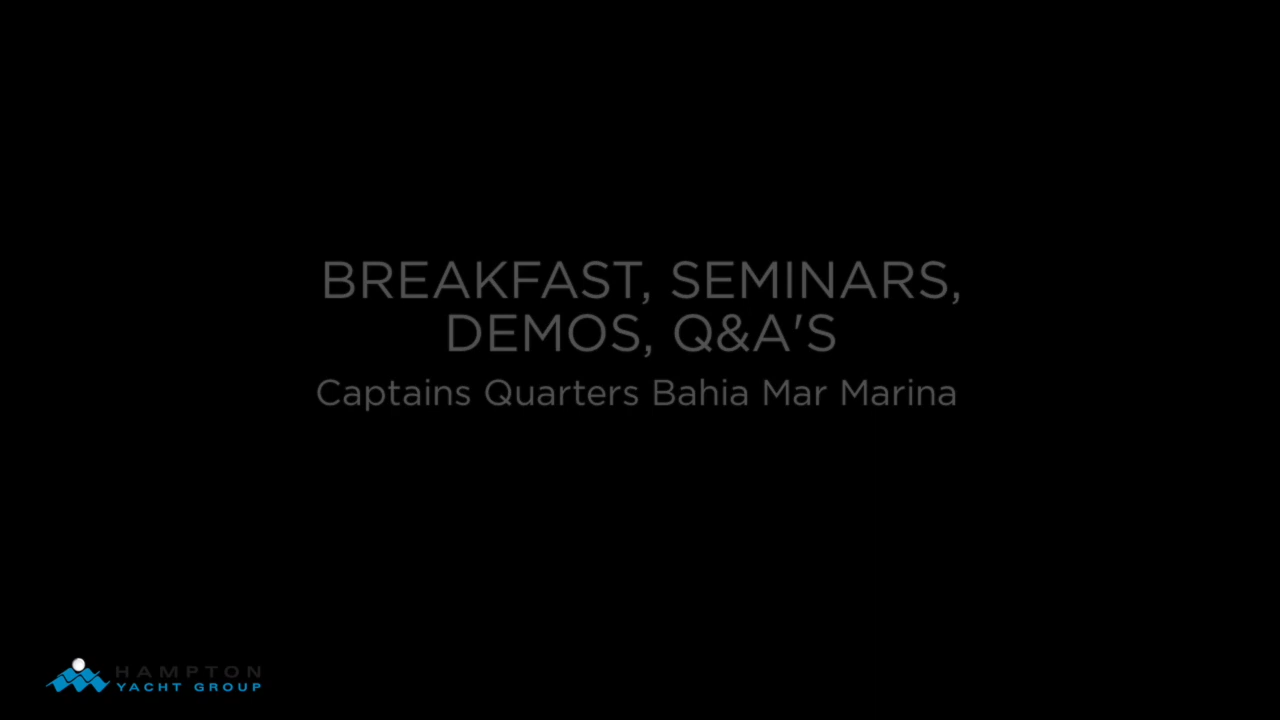 BREAKFAST, SEMINARS,
DEMOS, Q&A'S
Captains Quarters Bahia Mar Marina
HAMPTON
YACHT GROUP